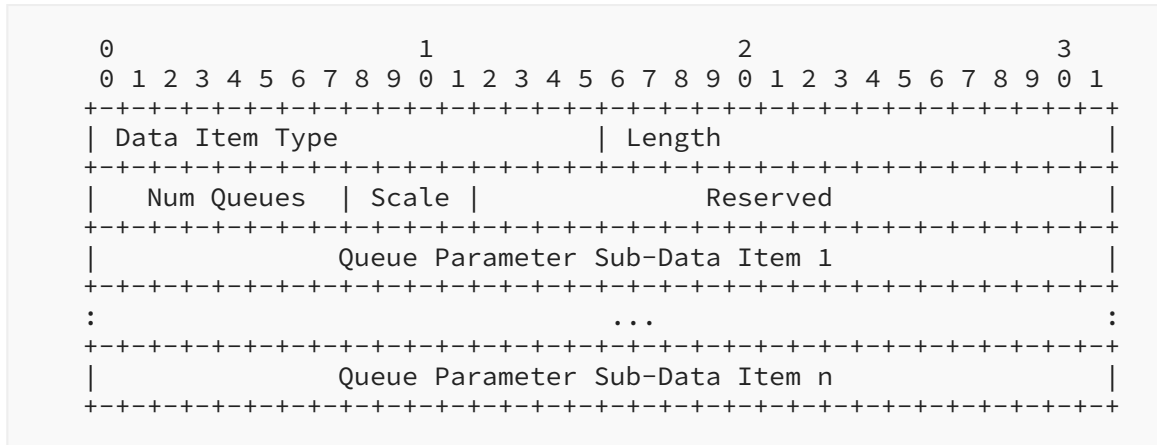 0                   1                   2                   3
 0 1 2 3 4 5 6 7 8 9 0 1 2 3 4 5 6 7 8 9 0 1 2 3 4 5 6 7 8 9 0 1
+-+-+-+-+-+-+-+-+-+-+-+-+-+-+-+-+-+-+-+-+-+-+-+-+-+-+-+-+-+-+-+-+
| Data Item Type                | Length                        |
+-+-+-+-+-+-+-+-+-+-+-+-+-+-+-+-+-+-+-+-+-+-+-+-+-+-+-+-+-+-+-+-+
|   Num Queues  | Scale |              Reserved                 |
+-+-+-+-+-+-+-+-+-+-+-+-+-+-+-+-+-+-+-+-+-+-+-+-+-+-+-+-+-+-+-+-+
|               Queue Parameter Sub-Data Item 1                 |
+-+-+-+-+-+-+-+-+-+-+-+-+-+-+-+-+-+-+-+-+-+-+-+-+-+-+-+-+-+-+-+-+
:                                ...                            :
+-+-+-+-+-+-+-+-+-+-+-+-+-+-+-+-+-+-+-+-+-+-+-+-+-+-+-+-+-+-+-+-+
|               Queue Parameter Sub-Data Item n                 |
+-+-+-+-+-+-+-+-+-+-+-+-+-+-+-+-+-+-+-+-+-+-+-+-+-+-+-+-+-+-+-+-+